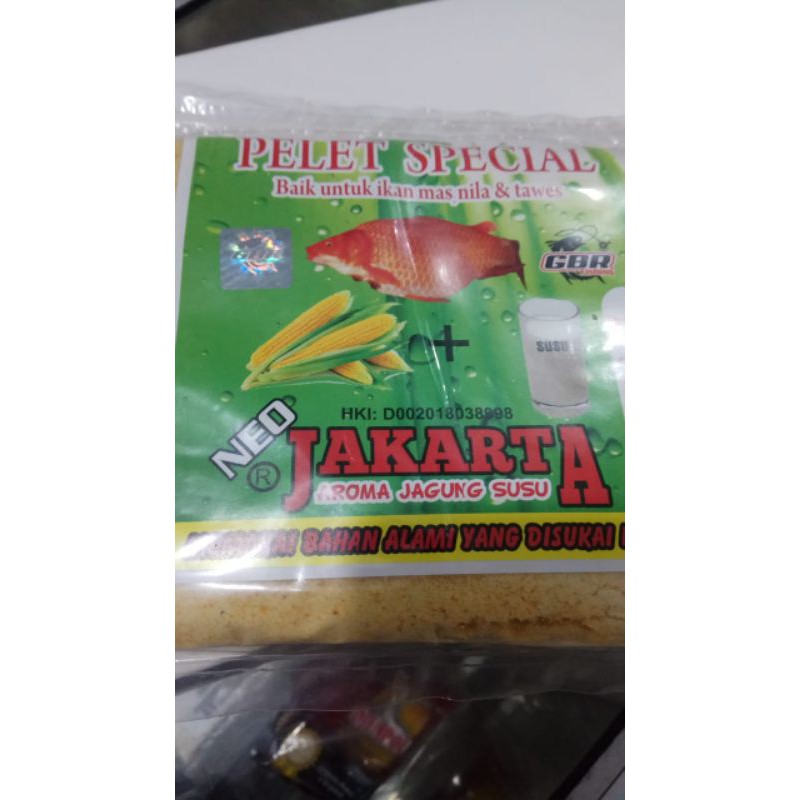 PELET SPECIAL
Baik untuk ikan mas nila & tawes
GBR
SUSU
HKI: D002018038898
NEO
®
JAKARTA
AROMA JAGUNG SUSU
BAHAN ALAMI YANG DISUKAI